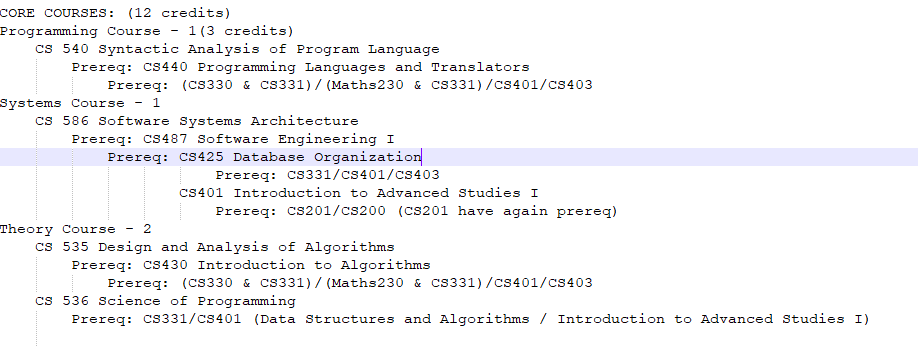 CORE COURSES: (12 credits)
Programming Course - 1(3 credits)
CS 540 Syntactic Analysis of Program Language
Prereq: CS440 Programming Languages and Translators
Prereq: (CS330 & CS331)/(Maths230 & CS331)/CS401/CS403
Systems Course - 1
CS 586 Software Systems Architecture
Prereq: CS487 Software Engineering I
Prereq: CS425 Database Organization
Prereq: CS331/CS401/CS403
CS401 Introduction to Advanced Studies I
Prereq: CS201/CS200 (CS201 have again prereq)
Theory Course - 2
CS 535 Design and Analysis of Algorithms
Prereq: CS430 Introduction to Algorithms
Prereq: (CS330 & CS331)/(Maths230 & CS331)/CS401/CS403
CS 536 Science of Programming
Prereq: CS331/CS401 (Data Structures and Algorithms / Introduction to Advanced Studies I)